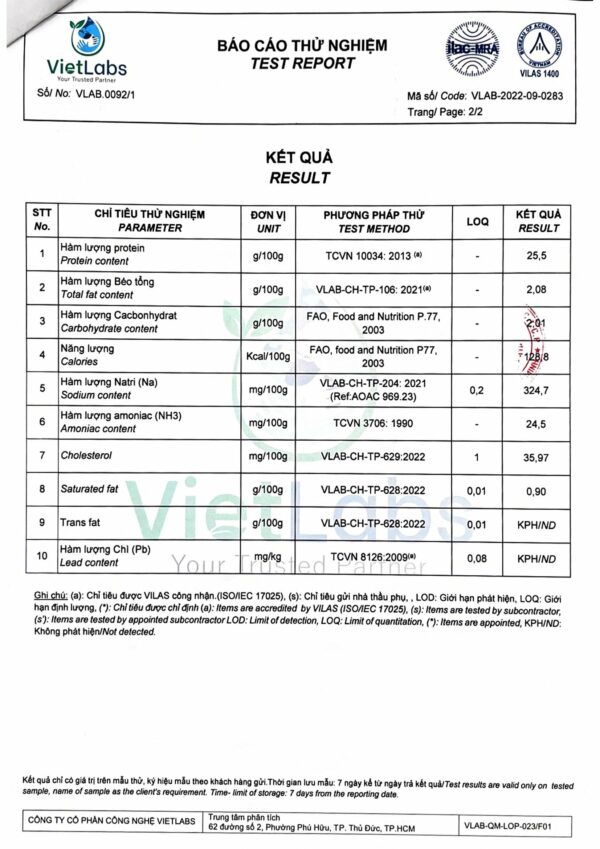 VietLabs
Your Trusted Partner
Số/ No: VLAB.0092/1
BÁO CÁO THỬ NGHIỆM
TEST REPORT
ilac-MRA
BUREAU OF ACCREDITATION
VIETNAM
VILAS 1400
Mã số/ Code: VLAB-2022-09-0283
Trang/ Page: 2/2
KẾT QUẢ
RESULT
STT No. CHỈ TIÊU THỬ NGHIỆM PARAMETER ĐƠN VỊ UNIT PHƯƠNG PHÁP THỬ TEST METHOD LOQ KẾT QUẢ RESULT
1 Hàm lượng protein Protein content g/100g TCVN 10034: 2013 (a) - 25,5
2 Hàm lượng Béo tổng Total fat content g/100g VLAB-CH-TP-106: 2021(a) - 2,08
3 Hàm lượng Cacbonhydrat Carbohydrate content g/100g FAO, Food and Nutrition P.77, 2003 - 2,01
4 Năng lượng Calories Kcal/100g FAO, food and Nutrition P77, 2003 - 128,8
5 Hàm lượng Natri (Na) Sodium content mg/100g VLAB-CH-TP-204: 2021 (Ref:AOAC 969.23) 0,2 324,7
6 Hàm lượng amoniac (NH3) Amoniac content mg/100g TCVN 3706: 1990 - 24,5
7 Cholesterol mg/100g VLAB-CH-TP-629:2022 1 35,97
8 Saturated fat g/100g VLAB-CH-TP-628:2022 0,01 0,90
9 Trans fat g/100g VLAB-CH-TP-628:2022 0,01 KPH/ND
10 Hàm lượng Chì (Pb) Lead content mg/kg TCVN 8126:2009(a) 0,08 KPH/ND
VietLabs
Your Trusted Partner
Ghi chú: (a): Chỉ tiêu được VILAS công nhận.(ISO/IEC 17025), (s): Chỉ tiêu gửi nhà thầu phụ, , LOD: Giới hạn phát hiện, LOQ: Giới
hạn định lượng, (*): Chỉ tiêu được chỉ định (a): Items are accredited by VILAS (ISO/IEC 17025), (s): Items are tested by subcontractor,
(s'): Items are tested by appointed subcontractor LOD: Limit of detection, LOQ: Limit of quantitation, (*): Items are appointed, KPH/ND:
Không phát hiện/Not detected.
Kết quả chỉ có giá trị trên mẫu thử, ký hiệu mẫu theo khách hàng gửi.Thời gian lưu mẫu: 7 ngày kể từ ngày trả kết quả/Test results are valid only on tested
sample, name of sample as the client's requirement. Time- limit of storage: 7 days from the reporting date.
CÔNG TY CỔ PHẦN CÔNG NGHỆ VIETLABS
Trung tâm phân tích
62 đường số 2, Phường Phú Hữu, TP. Thủ Đức, TP.HCM
VLAB-QM-LOP-023/F01